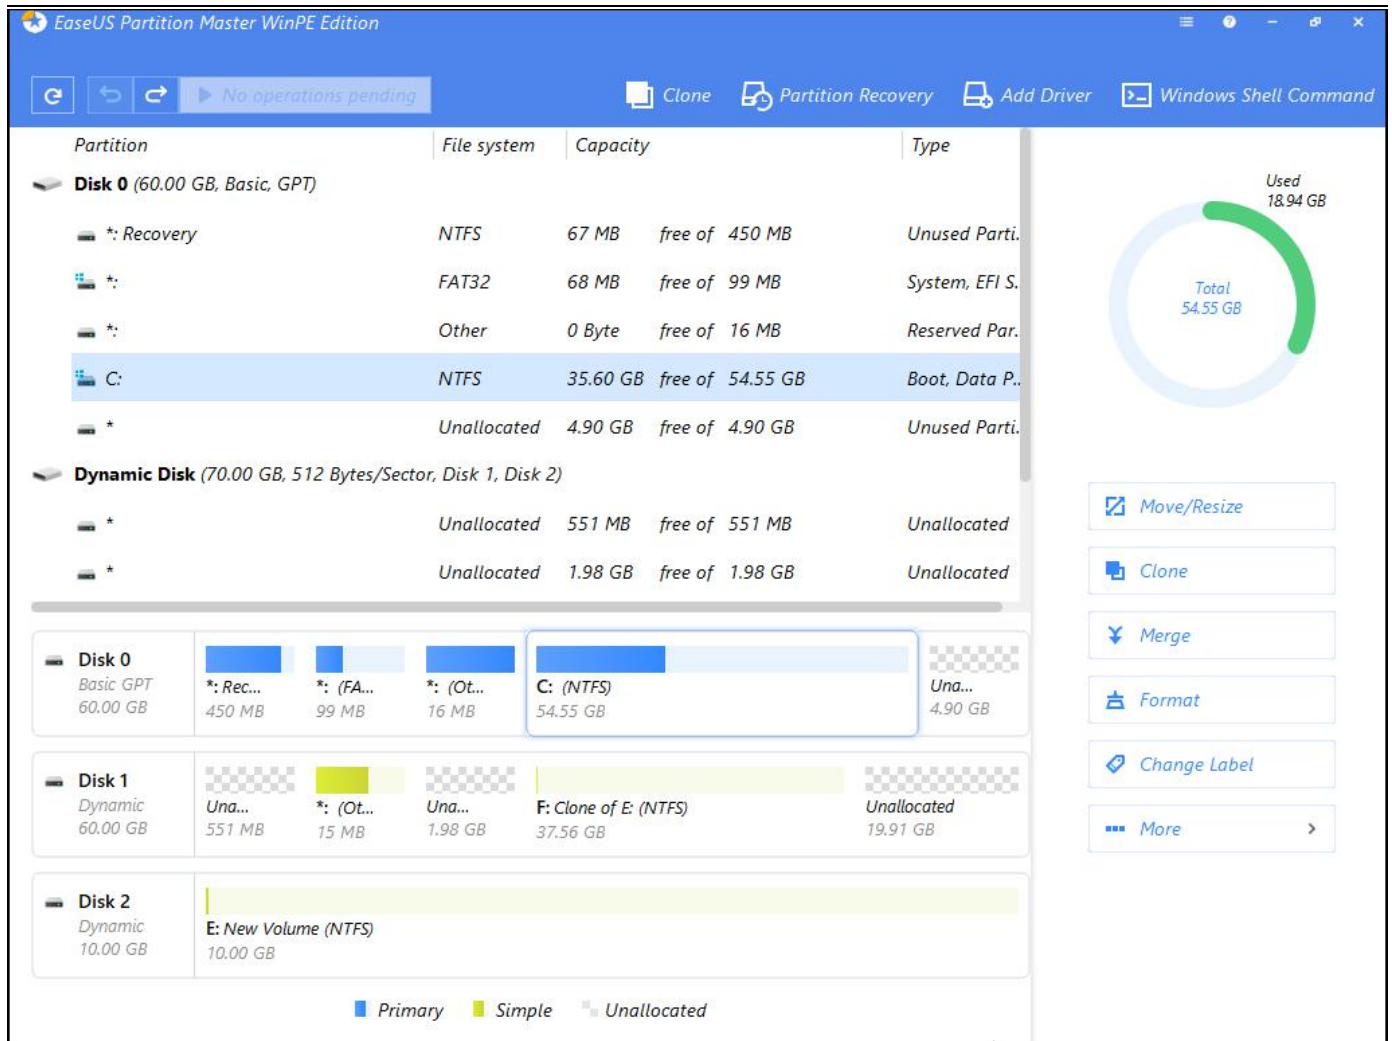 EaseUS Partition Master WinPE Edition
No operations pending
Clone
Partition Recovery
Add Driver
Windows Shell Command
Partition File system Capacity Type
Disk 0 (60.00 GB, Basic, GPT)
*: Recovery NTFS 67 MB free of 450 MB Unused Parti.
*: FAT32 68 MB free of 99 MB System, EFI S.
*: Other 0 Byte free of 16 MB Reserved Par.
C: NTFS 35.60 GB free of 54.55 GB Boot, Data P..
* Unallocated 4.90 GB free of 4.90 GB Unused Parti.
Dynamic Disk (70.00 GB, 512 Bytes/Sector, Disk 1, Disk 2)
* Unallocated 551 MB free of 551 MB Unallocated
* Unallocated 1.98 GB free of 1.98 GB Unallocated
Used
18.94 GB
Total
54.55 GB
Move/Resize
Clone
Merge
Format
Change Label
More
Disk 0
Basic GPT
60.00 GB
*: Rec... *: (FA... *: (Ot... C: (NTFS) Una...
450 MB 99 MB 16 MB 54.55 GB 4.90 GB
Disk 1
Dynamic
60.00 GB
Una... *: (Ot... Una... F: Clone of E: (NTFS) Unallocated
551 MB 15 MB 1.98 GB 37.56 GB 19.91 GB
Disk 2
Dynamic
10.00 GB
E: New Volume (NTFS)
10.00 GB
Primary Simple Unallocated